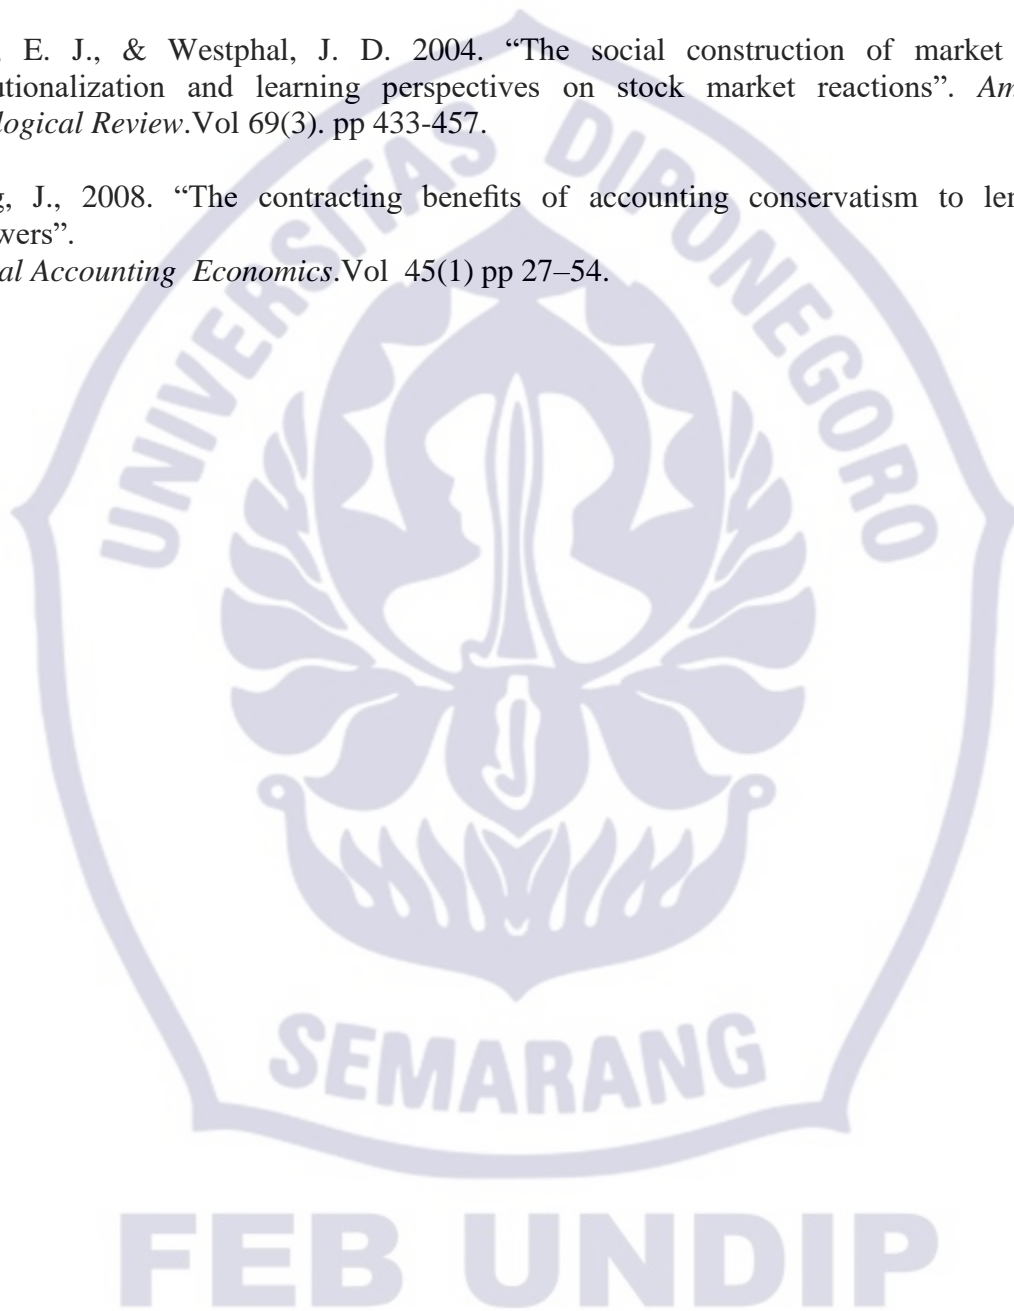 E. J., & Westphal, J. D. 2004. “The social construction of market
utionalization and learning perspectives on stock market reactions”. Am
logical Review.Vol 69(3). pp 433-457.
g, J., 2008. “The contracting benefits of accounting conservatism to len
wers”.
al Accounting Economics.Vol 45(1) pp 27–54.
UNIVERSITAS DIPONEGORO
SEMARANG
FEB UNDIP